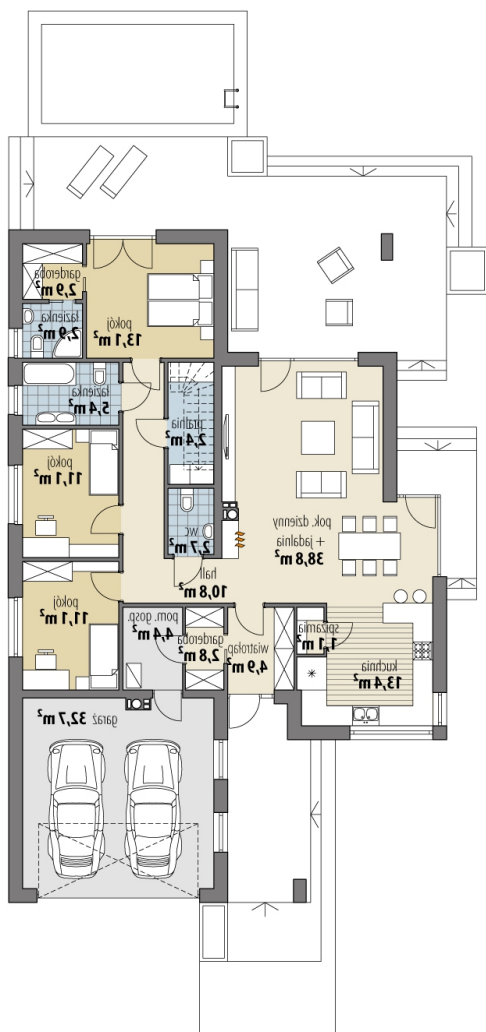 garderoba
2,9 m²
łazienka
2,9 m²
pokój
13,1 m²
łazienka
5,4 m²
pralnia
2,4 m²
pokój
11,1 m²
wc
2,7 m²
pok. dzienny
+ jadalnia
38,8 m²
hall
10,8 m²
pokój
11,1 m²
pom. gosp.
4,4 m²
garderoba
2,8 m²
wiatrołap
4,9 m²
spiżarnia
1,1 m²
kuchnia
13,4 m²
garaż 32,7 m²